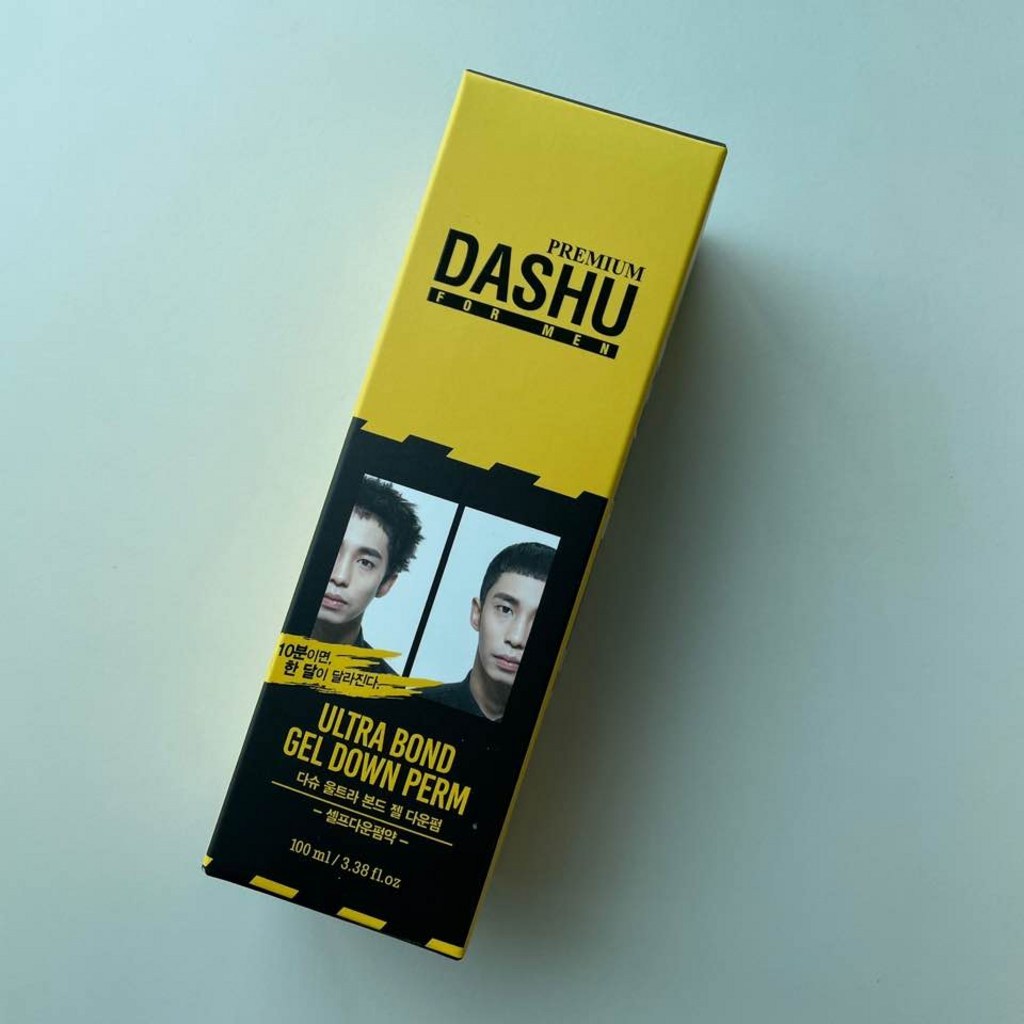 PREMIUM
DASHU
FOR MEN
10분이면,
한 달이 달라진다.
ULTRA BOND
GEL DOWN PERM
다슈 울트라 본드 젤 다운펌
– 셀프다운펌약 –
100 ml / 3.38 fl.oz